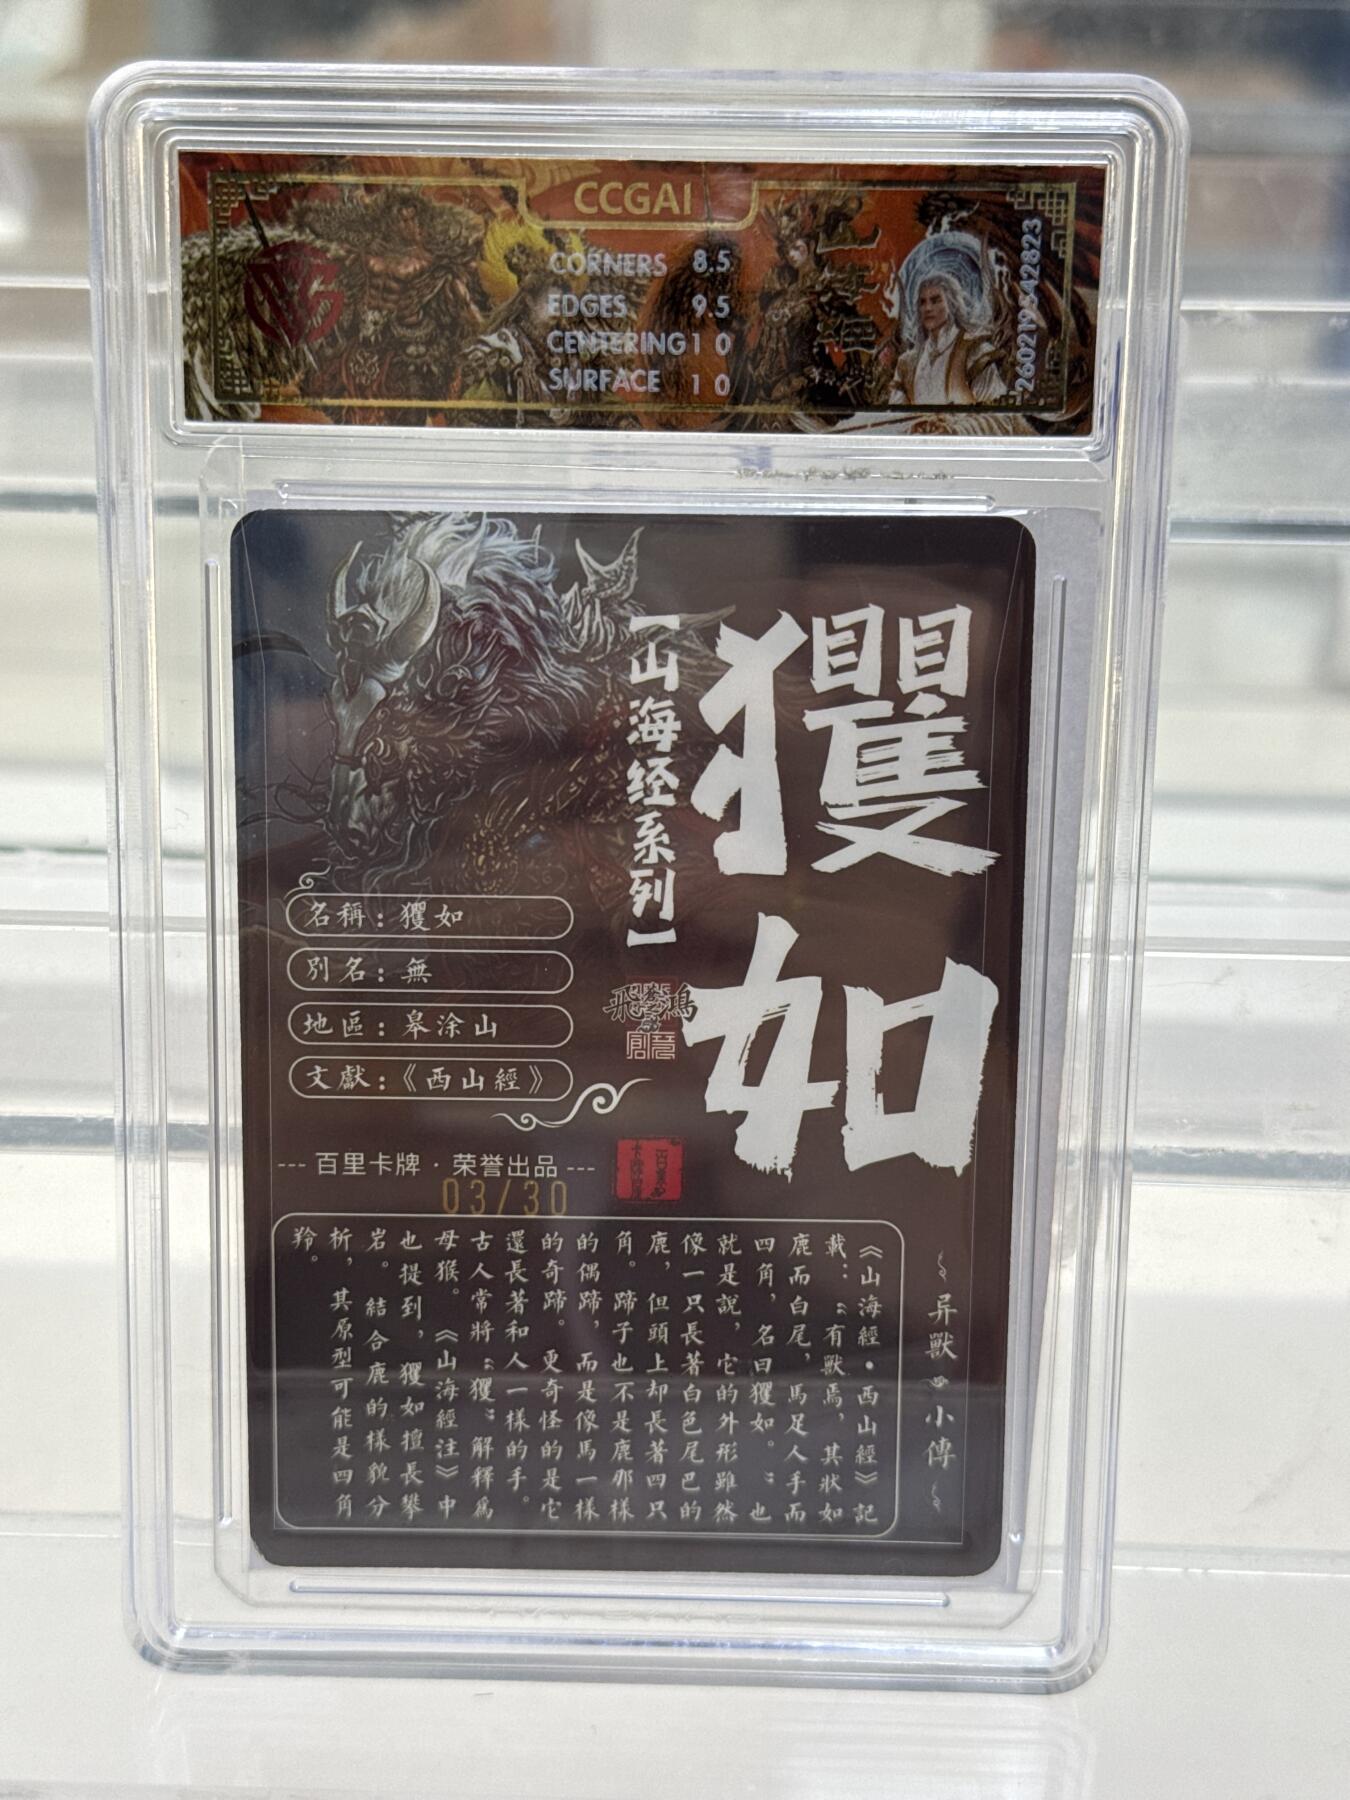 CCGAI
CORNERS 8.5
EDGES 9.5
CENTERING 10
SURFACE 10
260219542823
玃如
【山海经系列】
名稱：玃如
別名：無
地區：皋涂山
文獻：《西山經》
飛鴻
--- 百里卡牌 · 荣誉出品 ---
03/30
异獸小傳
《山海經·西山經》記
載：“有獸焉，其狀如
鹿而白尾，馬足人手而
四角，名曰玃如。”也
就是說，它的外形雖然
像一只長著白色尾巴的
鹿，但頭上却長著四只
角。蹄子也不是鹿那樣
的偶蹄，而是像馬一樣
的奇蹄。更奇怪的是它
還長著和人一樣的手。
古人常將“玃”解釋爲
母猴。《山海經注》中
也提到，玃如擅長攀
岩。結合鹿的樣貌分
析，其原型可能是四角
羚。